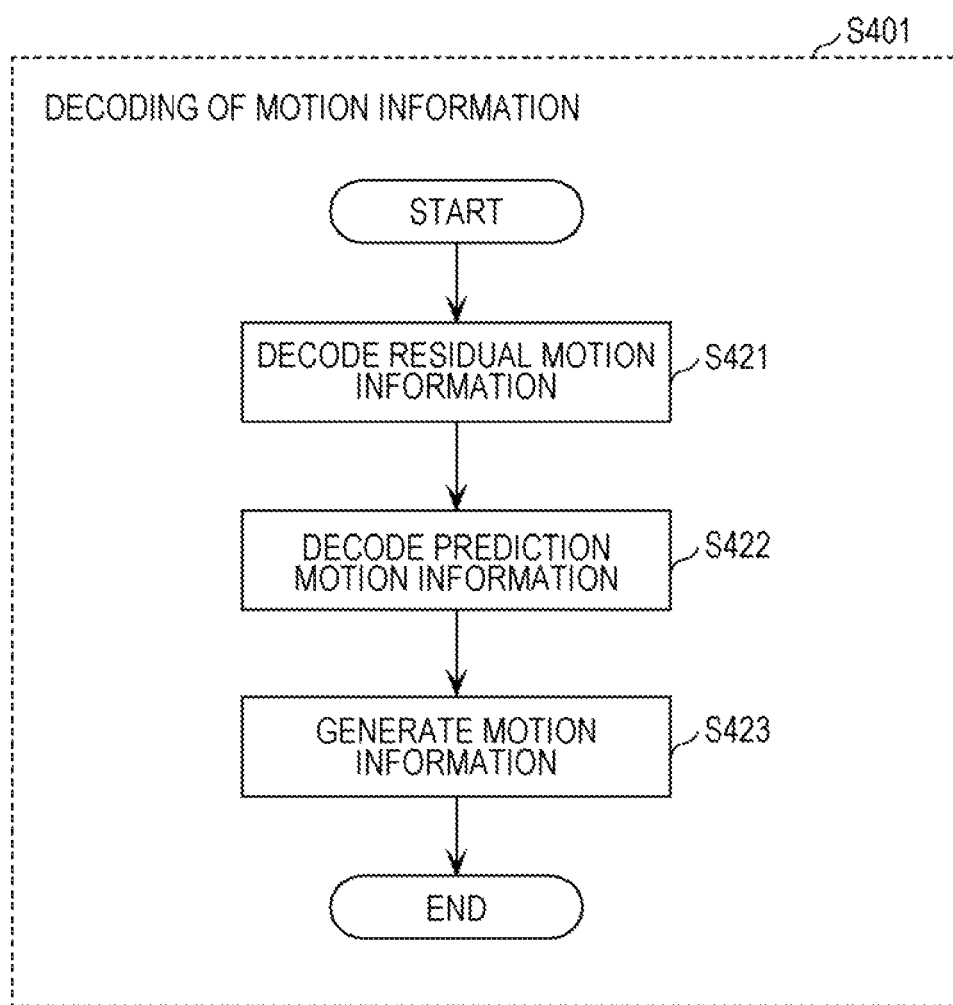 S401
DECODING OF MOTION INFORMATION
START
DECODE RESIDUAL MOTION
INFORMATION
S421
DECODE PREDICTION
MOTION INFORMATION
S422
GENERATE MOTION
INFORMATION
S423
END